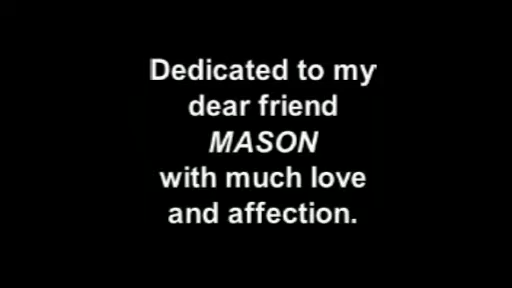 Dedicated to my
dear friend
MASON
with much love
and affection.